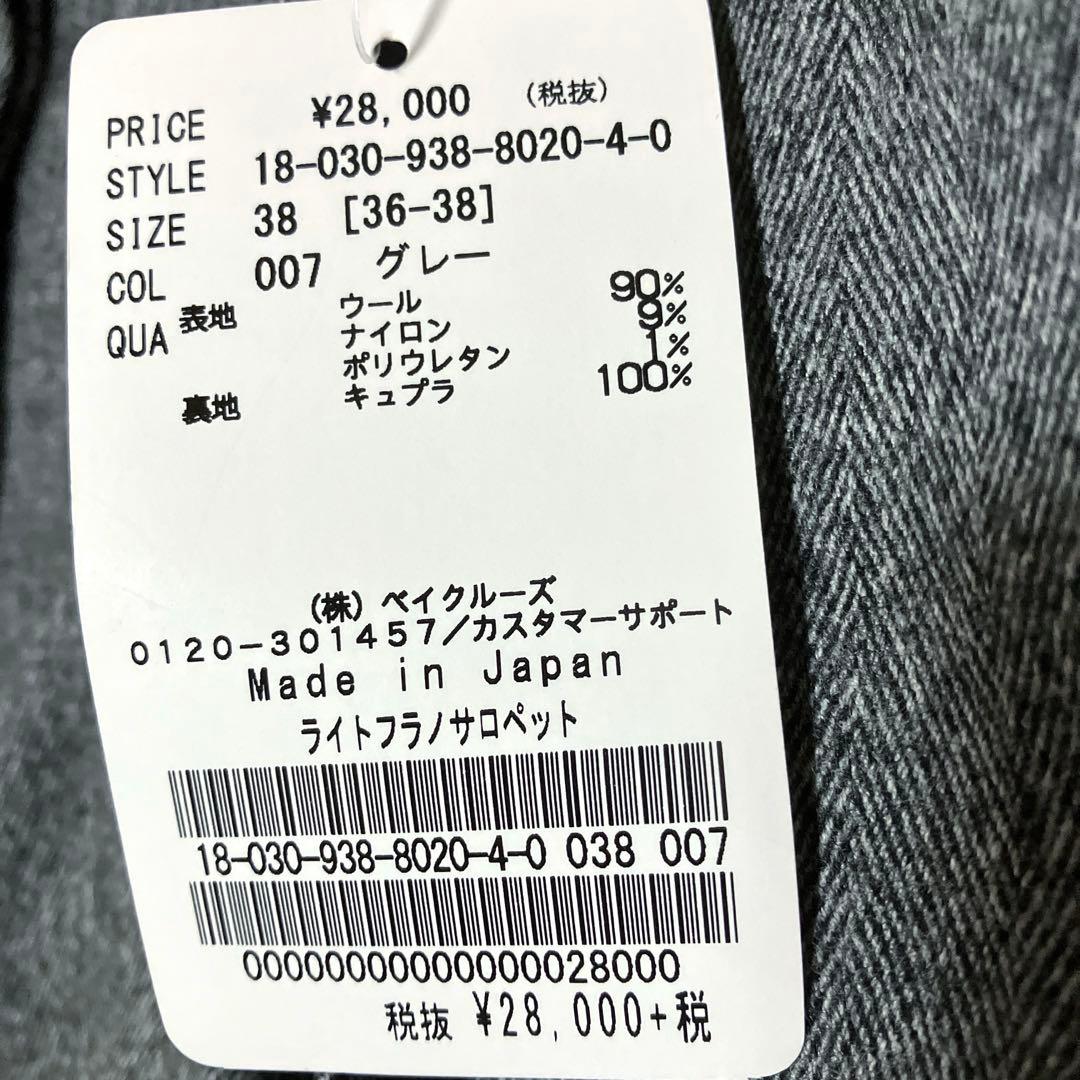 PRICE ¥28,000 (税抜)
STYLE 18-030-938-8020-4-0
SIZE 38 [36-38]
COL 007 グレー
QUA 表地 ウール 90%
ナイロン 9%
ポリウレタン 1%
裏地 キュプラ 100%
(株)ベイクルーズ
0120-301457/カスタマーサポート
Made in Japan
ライトフラノサロペット
18-030-938-8020-4-0 038 007
00000000000000028000
税抜 ¥28,000+税